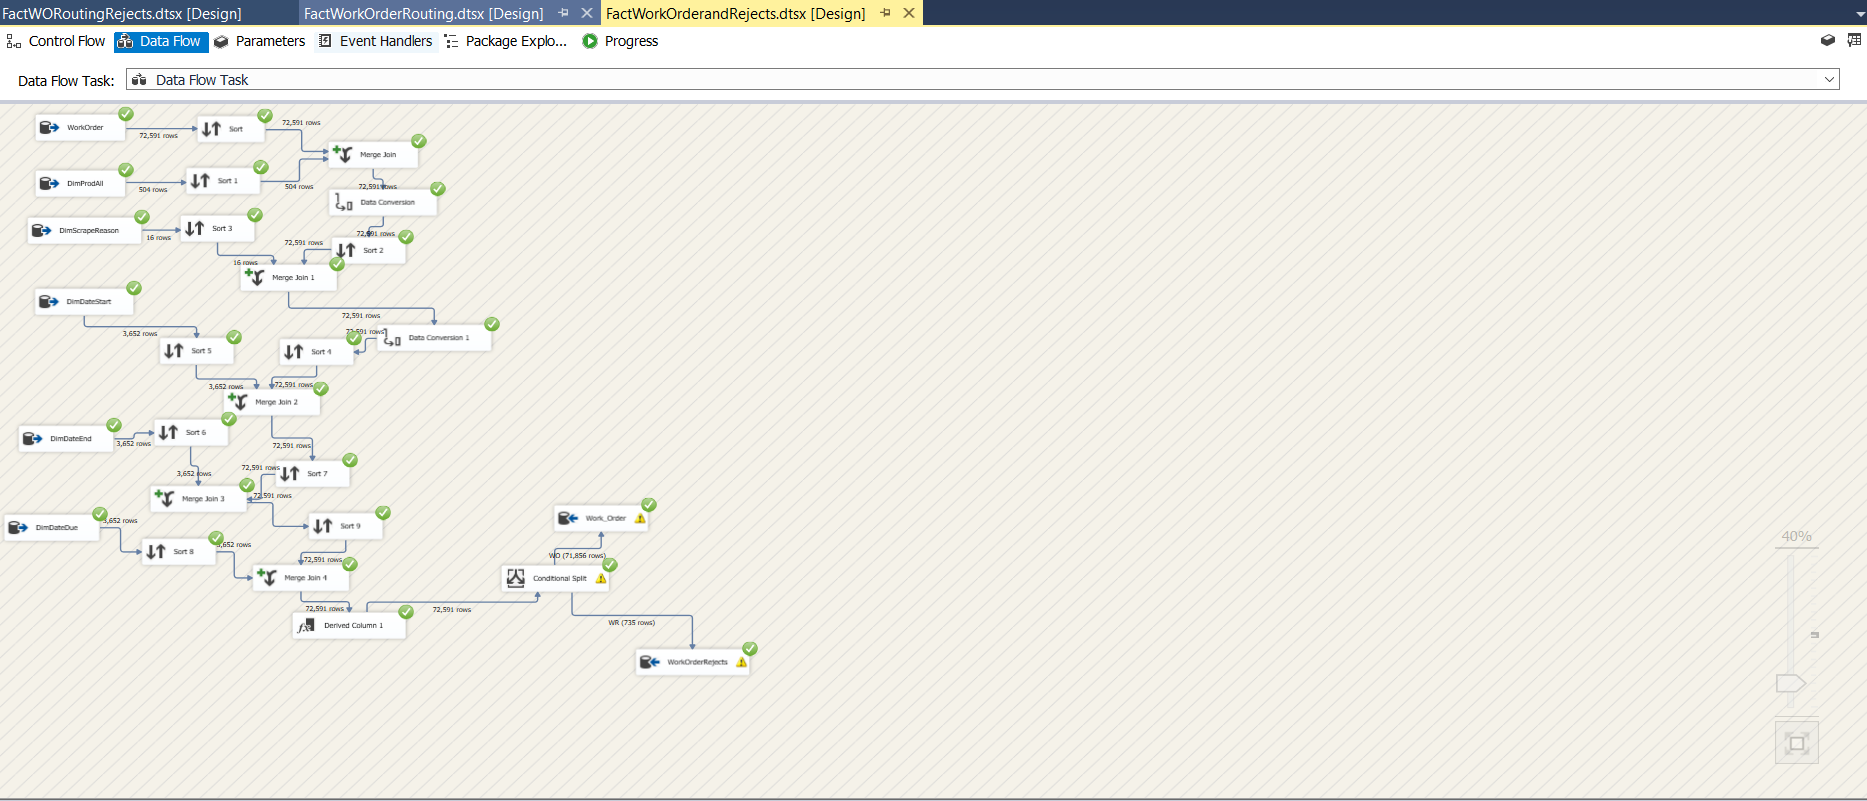 FactWORoutingRejects.dtsx [Design]
FactWorkOrderRouting.dtsx [Design]
FactWorkOrderandRejects.dtsx [Design]
Control Flow
Data Flow
Parameters
Event Handlers
Package Explo...
Progress
Data Flow Task:
Data Flow Task
WorkOrder
72,591 rows
Sort
72,591 rows
Merge Join
DimProdAll
504 rows
Sort 1
504 rows
72,591 rows
Data Conversion
DimScrapeReason
16 rows
Sort 3
72,591 rows
72,591 rows
Sort 2
16 rows
Merge Join 1
DimDateStart
72,591 rows
3,652 rows
72,591 rows
Data Conversion 1
Sort 5
Sort 4
3,652 rows
72,591 rows
Merge Join 2
DimDateEnd
3,652 rows
Sort 6
72,591 rows
3,652 rows
72,591 rows
Sort 7
Merge Join 3
72,591 rows
DimDateDue
3,652 rows
Sort 9
Work_Order
Sort 8
3,652 rows
72,591 rows
WO (71,856 rows)
Merge Join 4
Conditional Split
72,591 rows
72,591 rows
Derived Column 1
WR (735 rows)
WorkOrderRejects
40%